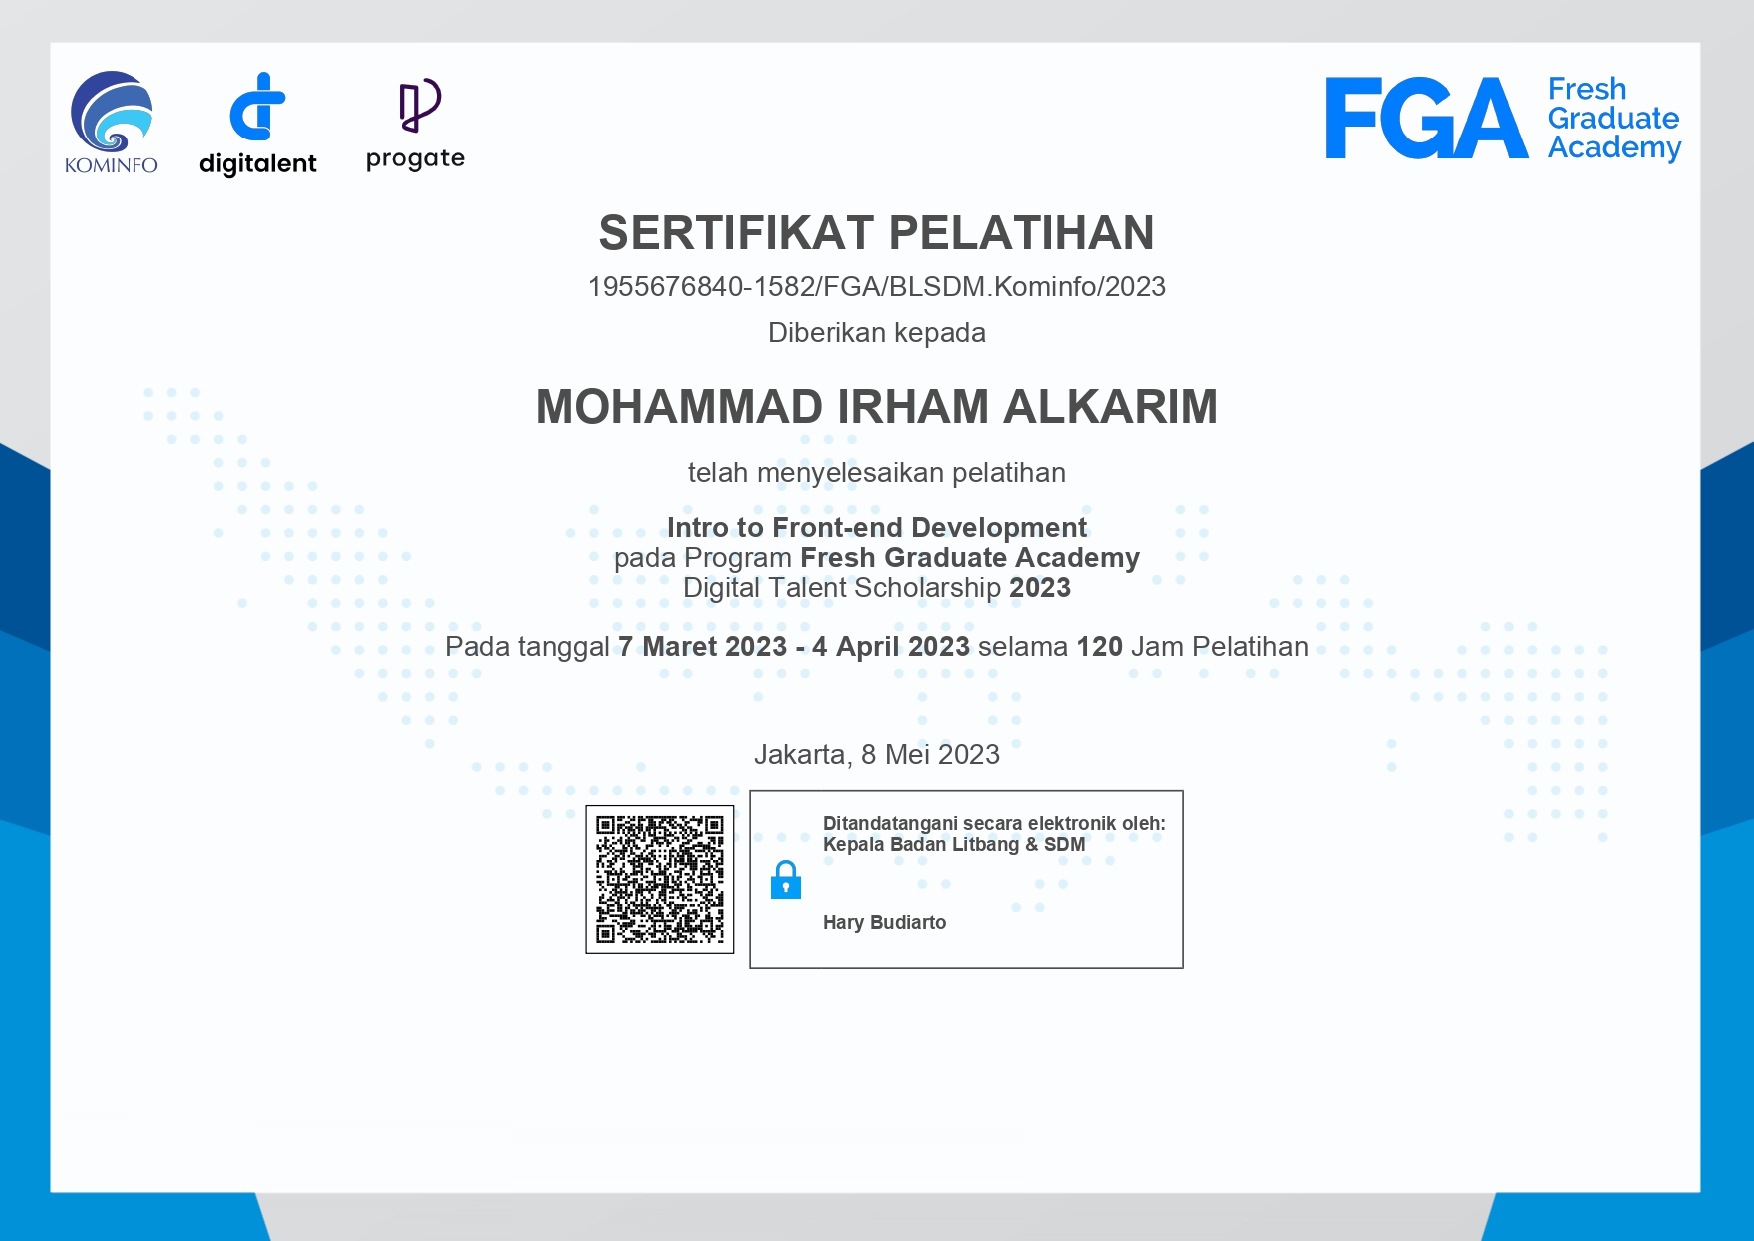 KOMINFO
digitalent
progate
FGA
Fresh
Graduate
Academy
SERTIFIKAT PELATIHAN
1955676840-1582/FGA/BLSDM.Kominfo/2023
Diberikan kepada
MOHAMMAD IRHAM ALKARIM
telah menyelesaikan pelatihan
Intro to Front-end Development
pada Program Fresh Graduate Academy
Digital Talent Scholarship 2023
Pada tanggal 7 Maret 2023 - 4 April 2023 selama 120 Jam Pelatihan
Jakarta, 8 Mei 2023
Ditandatangani secara elektronik oleh:
Kepala Badan Litbang & SDM
Hary Budiarto